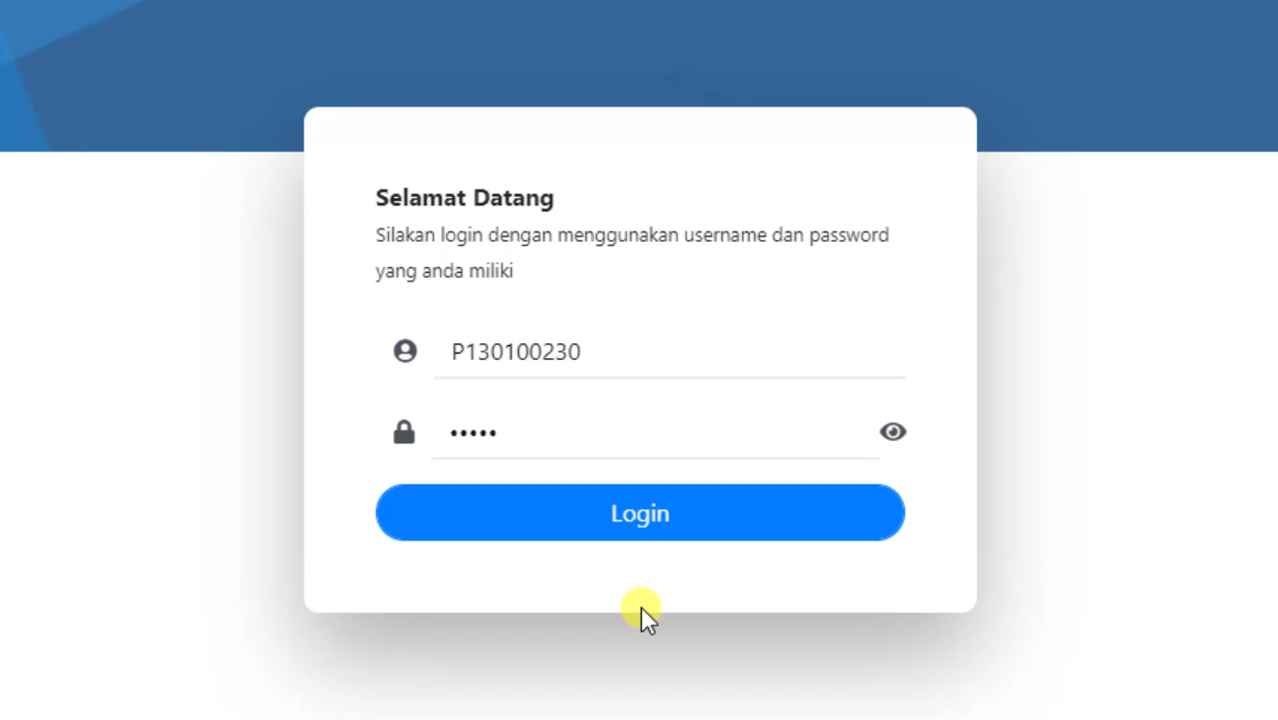 Selamat Datang
Silakan login dengan menggunakan username dan password
yang anda miliki
P130100230
•••••
Login